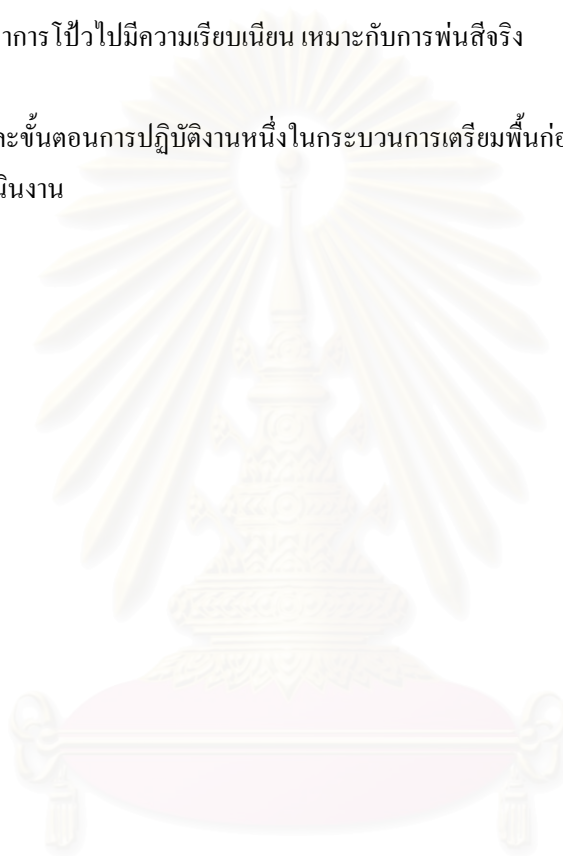 าการโป้วไปมีความเรียบเนียน เหมาะกับการพ่นสีจริง
ละขั้นตอนการปฏิบัติงานหนึ่งในกระบวนการเตรียมพื้นก่อ
นินงาน